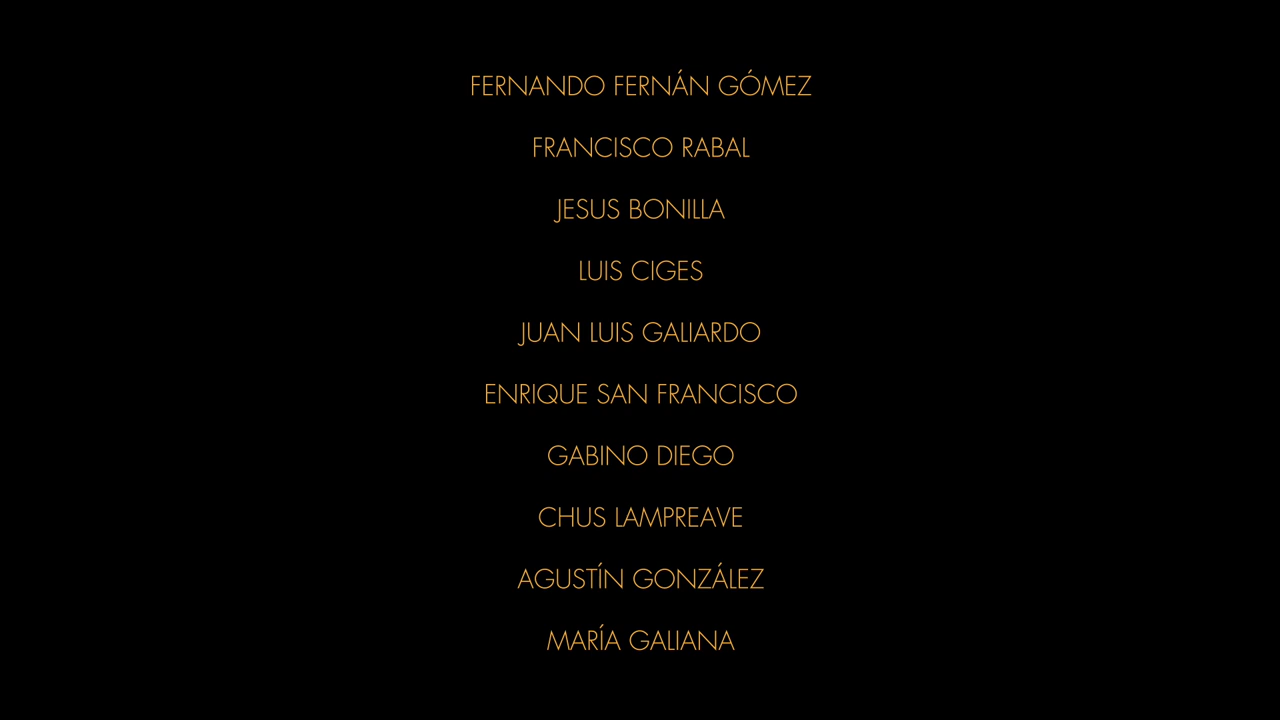 FERNANDO FERNÁN GÓMEZ
FRANCISCO RABAL
JESUS BONILLA
LUIS CIGES
JUAN LUIS GALIARDO
ENRIQUE SAN FRANCISCO
GABINO DIEGO
CHUS LAMPREAVE
AGUSTÍN GONZÁLEZ
MARÍA GALIANA